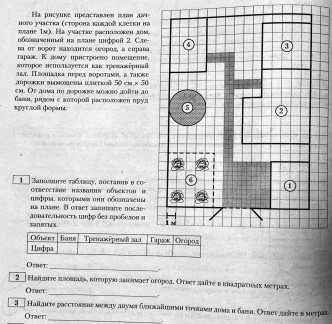 На рисунке представлен план дач-
ного участка (сторона каждой клетки на
плане 1м). На участке расположен дом,
обозначенный на плане цифрой 2. Сле-
ва от ворот находится огород, а справа
гараж. К дому пристроено помещение,
которое используется как тренажёрный
зал. Площадка перед воротами, а также
дорожки вымощены плиткой 50 см × 50
см. От дома по дорожке можно дойти до
бани, рядом с которой расположен пруд
круглой формы.
4
3
5
2
6
1
1 м
1 Заполните таблицу, поставив в со-
ответствие названия объектов и
цифры, которыми они обозначены
на плане. В ответ запишите после-
довательность цифр без пробелов и
запятых.
Объект Баня Тренажёрный зал Гараж Огород
Цифра
Ответ:
2 Найдите площадь, которую занимает огород. Ответ дайте в квадратных метрах.
Ответ:
3 Найдите расстояние между двумя ближайшими точками дома и бани. Ответ дайте в метрах.
Ответ: